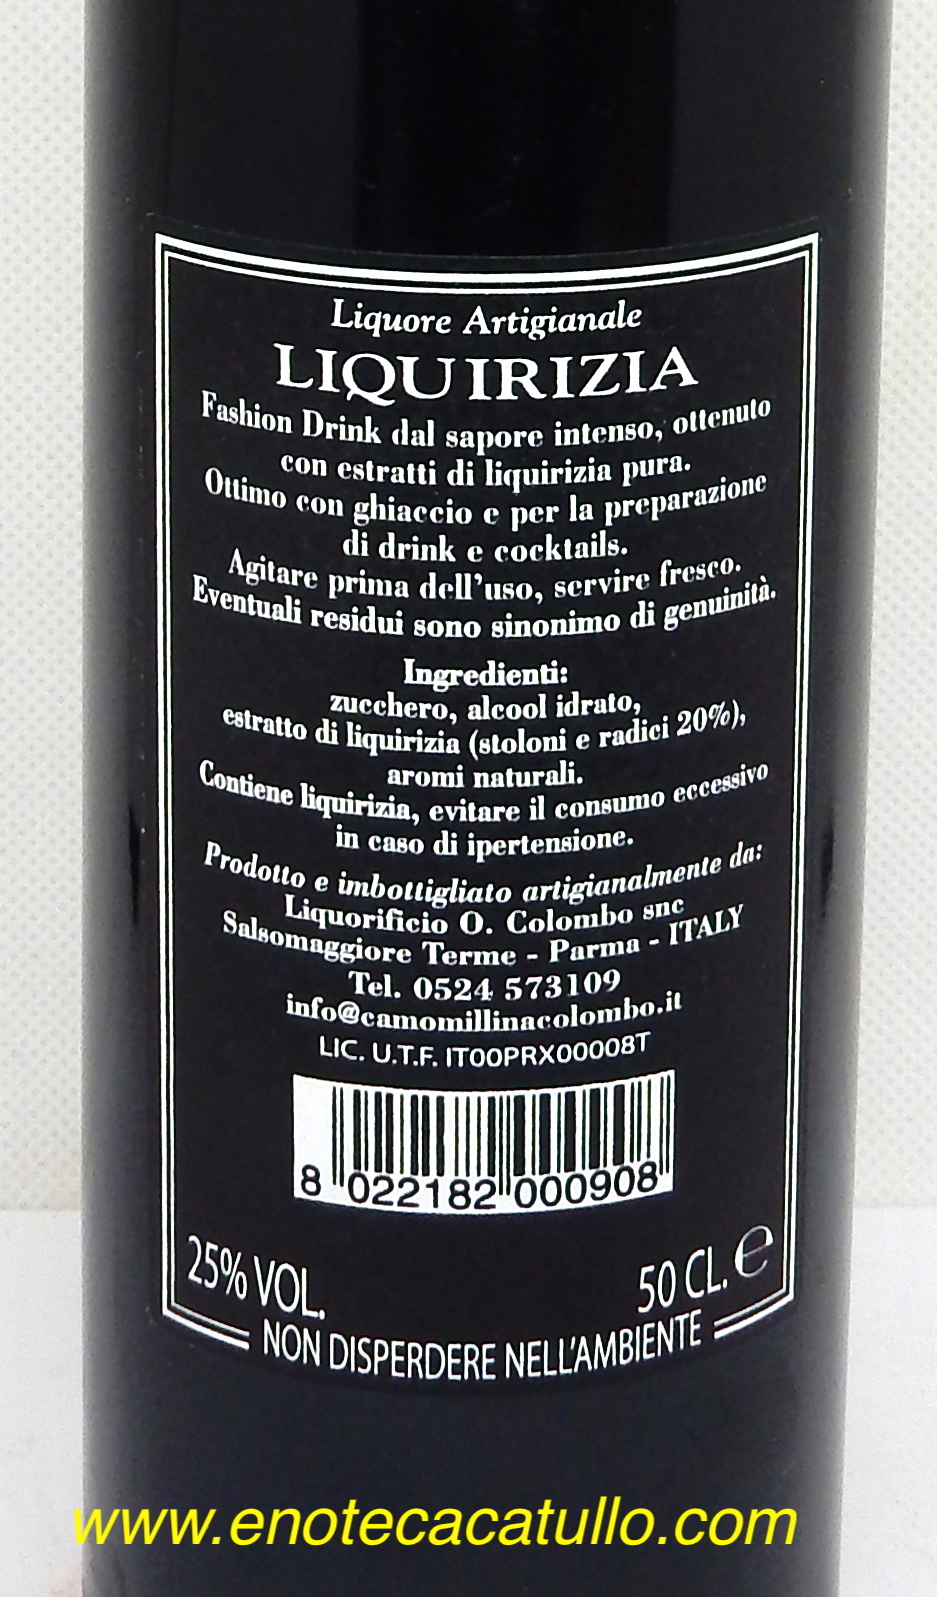 Liquore Artigianale
LIQUIRIZIA
Fashion Drink dal sapore intenso, ottenuto
con estratti di liquirizia pura.
Ottimo con ghiaccio e per la preparazione
di drink e cocktails.
Agitare prima dell'uso, servire fresco.
Eventuali residui sono sinonimo di genuinità.
Ingredienti:
zucchero, alcool idrato,
estratto di liquirizia (stoloni e radici 20%),
aromi naturali.
Contiene liquirizia, evitare il consumo eccessivo
in caso di ipertensione.
Prodotto e imbottigliato artigianalmente da:
Liquorificio O. Colombo snc
Salsomaggiore Terme - Parma - ITALY
Tel. 0524 573109
info@camomillinacolombo.it
LIC. U.T.F. IT00PRX00008T
8 022182 000908
25% VOL.
50 CL. e
NON DISPERDERE NELL'AMBIENTE
www.enotecacatullo.com